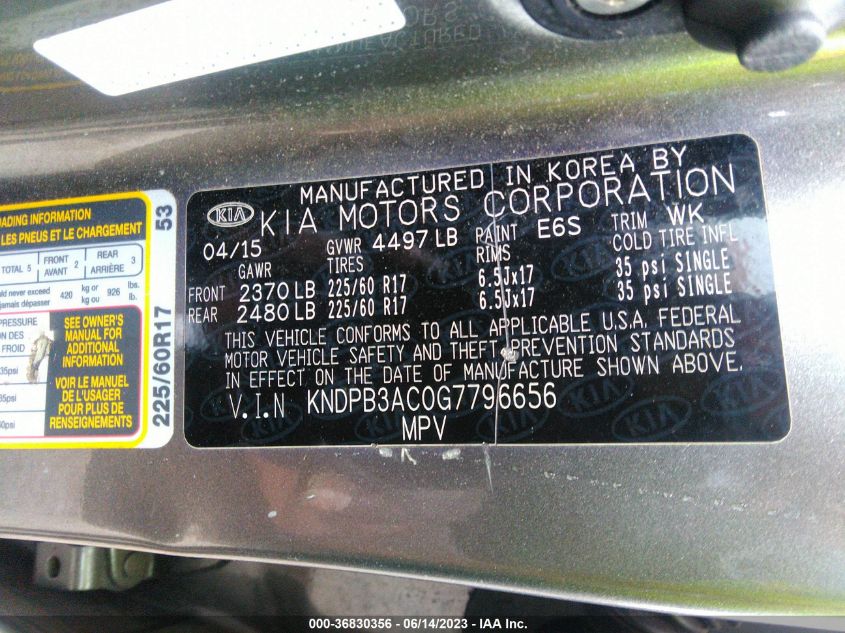 MANUFACTURED IN KOREA BY
KIA KIA MOTORS CORPORATION
04/15 GVWR 4497 LB PAINT E6S TRIM WK
GAWR TIRES RIMS COLD TIRE INFL
FRONT 2370 LB 225/60 R17 6.5Jx17 35 psi SINGLE
REAR 2480 LB 225/60 R17 6.5Jx17 35 psi SINGLE
THIS VEHICLE CONFORMS TO ALL APPLICABLE U.S.A. FEDERAL
MOTOR VEHICLE SAFETY AND THEFT PREVENTION STANDARDS
IN EFFECT ON THE DATE OF MANUFACTURE SHOWN ABOVE.
V.I.N KNDPB3AC0G7796656
MPV
INFORMATION
LES PNEUS ET LE CHARGEMENT
TOTAL 5 FRONT AVANT 2 REAR ARRIÈRE 3
never exceed
jamais dépasser 420 kg or kg ou 926 lbs. lb.
PRESSURE
DES
FROID
35psi
SEE OWNER'S
MANUAL FOR
ADDITIONAL
INFORMATION
VOIR LE MANUEL
DE L'USAGER
POUR PLUS DE
RENSEIGNEMENTS
225/60R17 53
000-36830356 - 06/14/2023 - IAA Inc.